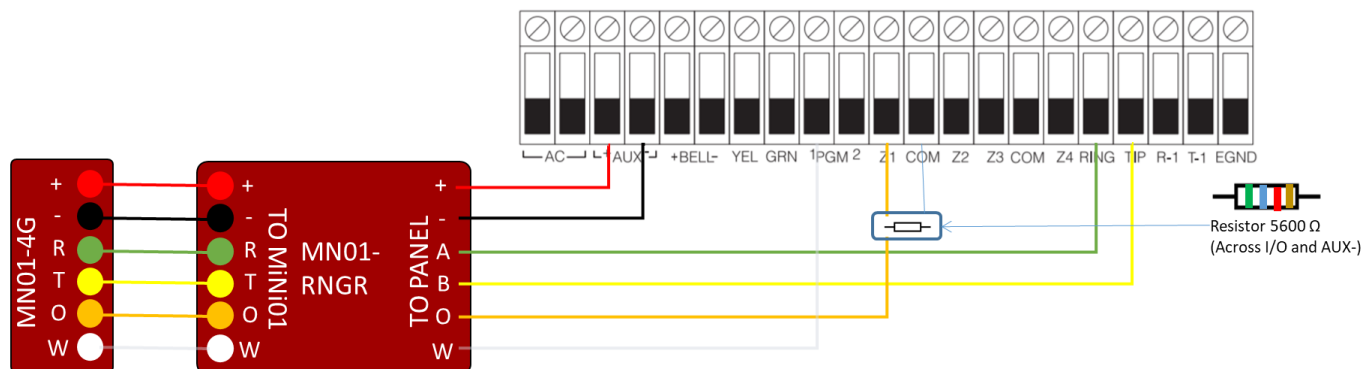 AC + AUX - +BELL- YEL GRN 1PGM 2 Z1 COM Z2 Z3 COM Z4 RING TIP R-1 T-1 EGND
MN01-4G
+
-
R
T
O
W
+
-
R
T
O
W
TO MiNi01
MN01-
RNGR
TO PANEL
+
-
A
B
O
W
Resistor 5600 Ω
(Across I/O and AUX-)